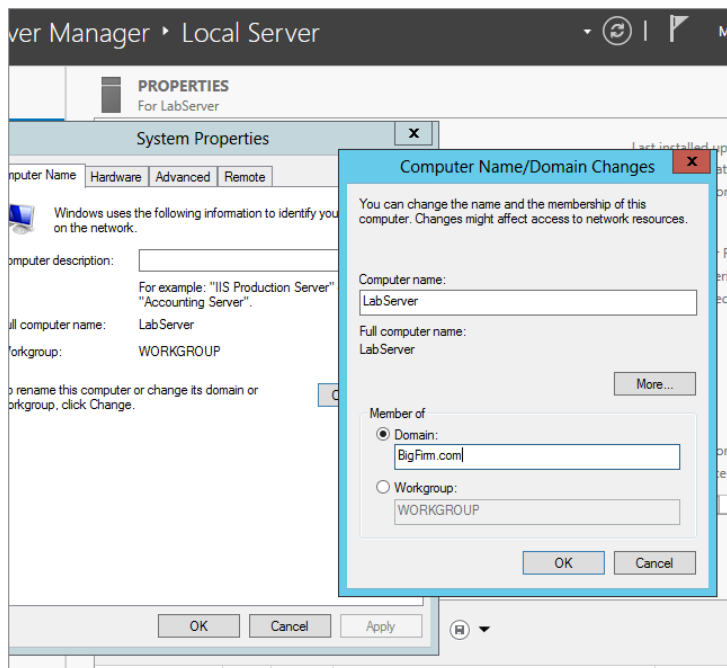 ver Manager ‣ Local Server
PROPERTIES
For LabServer
System Properties
x
mputer Name Hardware Advanced Remote
Windows uses the following information to identify you
on the network.
omputer description:
For example: "IIS Production Server"
"Accounting Server".
ull computer name: LabServer
orkgroup: WORKGROUP
o rename this computer or change its domain or
orkgroup, click Change.
C
OK Cancel Apply
Last installed up
Computer Name/Domain Changes
x
You can change the name and the membership of this
computer. Changes might affect access to network resources.
Computer name:
LabServer
Full computer name:
LabServer
More...
Member of
Domain:
BigFirm.com
Workgroup:
WORKGROUP
OK Cancel
M